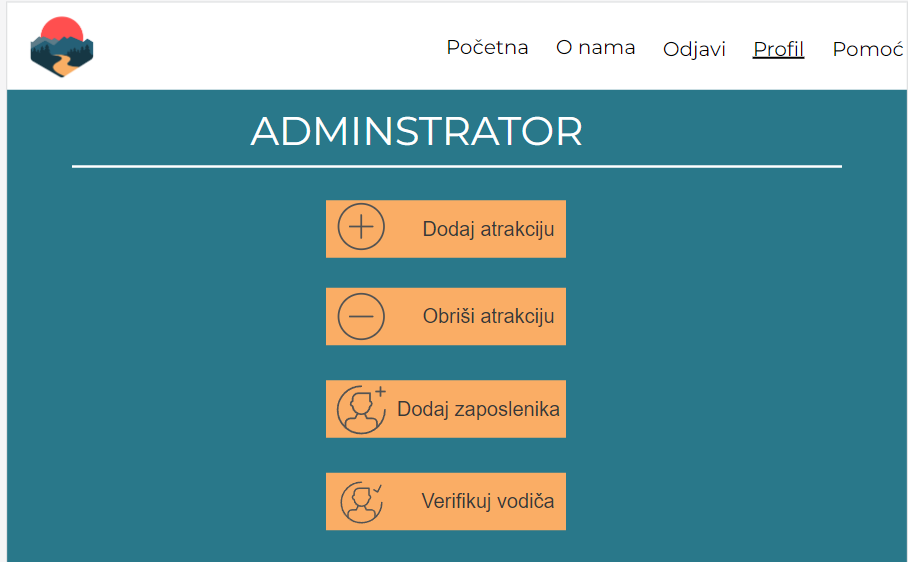 Početna O nama Odjavi Profil Pomoć
ADMINSTRATOR
Dodaj atrakciju
Obriši atrakciju
Dodaj zaposlenika
Verifikuj vodiča